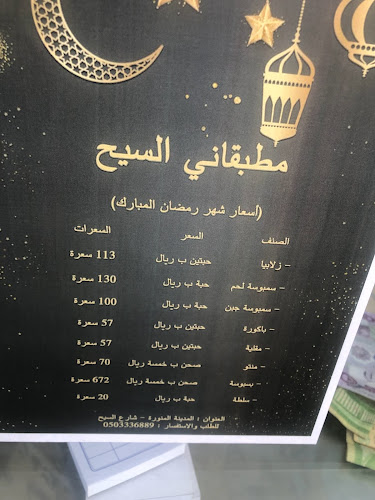 مطبقاني السيح
(أسعار شهر رمضان المبارك)
الصنف السعر السعرات
– زلابيا حبتين ب ريال 113 سعرة
– سمبوسة لحم حبة ب ريال 130 سعرة
– سمبوسة جبن حبة ب ريال 100 سعرة
– باكورة حبتين ب ريال 57 سعرة
– مقلية حبتين ب ريال 57 سعرة
– منتو صحن ب خمسة ريال 70 سعرة
– بسبوسة صحن ب خمسة ريال 672 سعرة
– سلطة حبة ب ريال 20 سعرة
– العنوان : المدينة المنورة – شارع السيح
للطلب والاستفسار : 0503336889